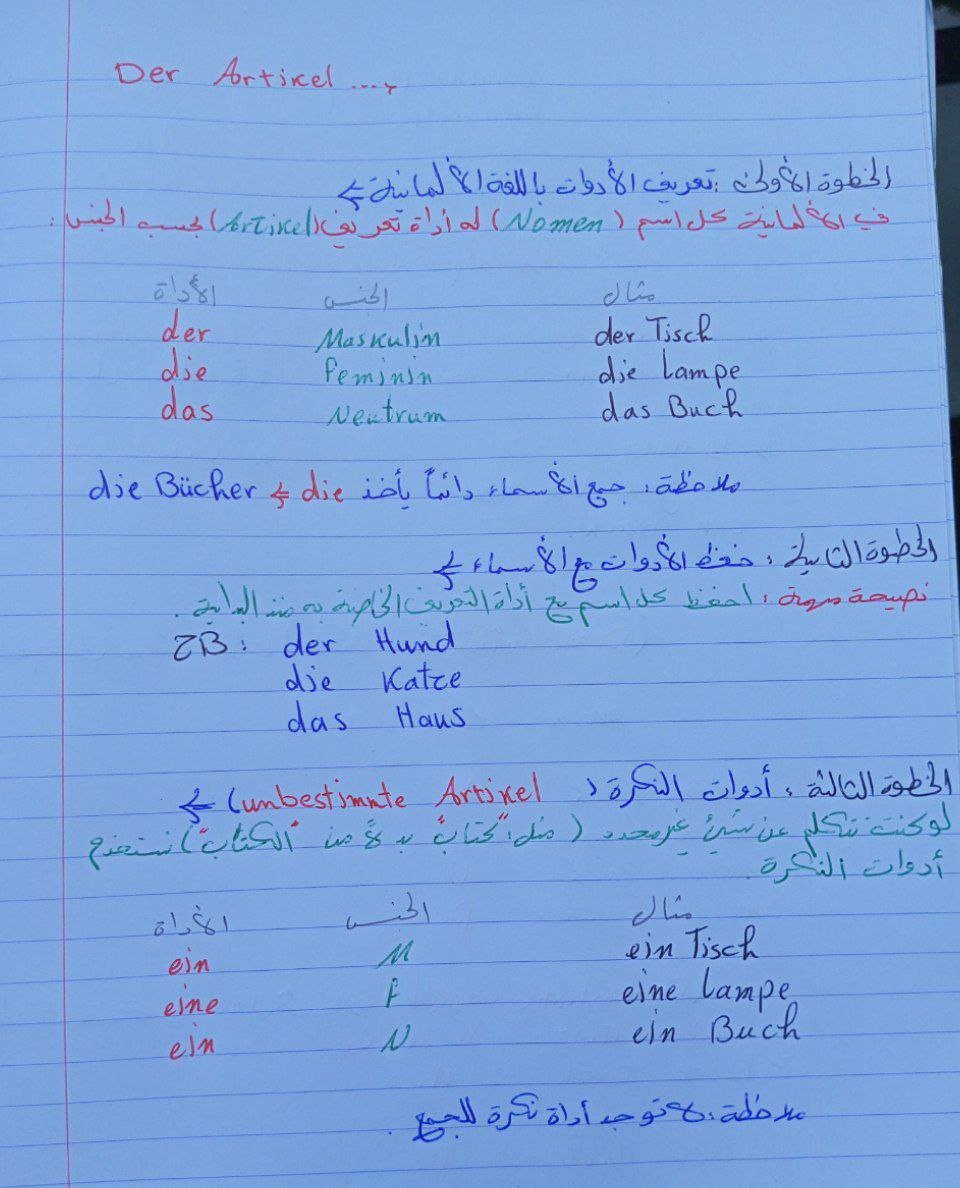 Der Artikel ....,
الخطوة الأولى : تعريف الأدوات باللغة الألمانية ⇐
في الألمانية كل اسم (Nomen) له أداة تعريف (Artikel) بحسب الجنس :
الأداة الجنس مثال
der Maskulin der Tisch
die Feminin die Lampe
das Neutrum das Buch
ملاحظة : جمع الأسماء دائماً يأخذ die ⇐ die Bücher
الخطوة الثانية : حفظ الأدوات مع الأسماء ⇐
نصيحة مهمة : احفظ كل اسم مع أداة التعريف الخاصة به منذ البداية .
ZB : der Hund
die Katze
das Haus
الخطوة الثالثة : أدوات النكرة (unbestimmte Artikel) ⇐
لو كنت تتكلم عن شيئ غير محدد (مثل : "كتاب" بدلاً من "الكتاب") نستخدم
أدوات النكرة .
الأداة الجنس مثال
ein M ein Tisch
eine F eine Lampe
ein N ein Buch
ملاحظة : لا توجد أداة نكرة للجمع .